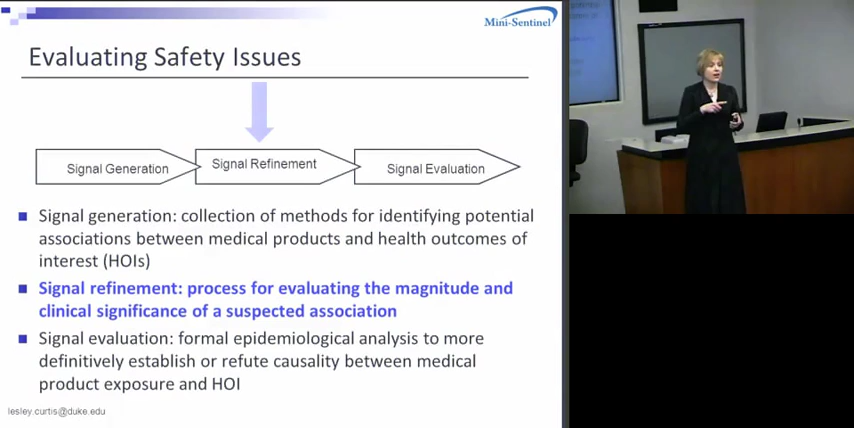 Mini-Sentinel
Evaluating Safety Issues
Signal Generation
Signal Refinement
Signal Evaluation
Signal generation: collection of methods for identifying potential
associations between medical products and health outcomes of
interest (HOIs)
Signal refinement: process for evaluating the magnitude and
clinical significance of a suspected association
Signal evaluation: formal epidemiological analysis to more
definitively establish or refute causality between medical
product exposure and HOI
lesley.curtis@duke.edu